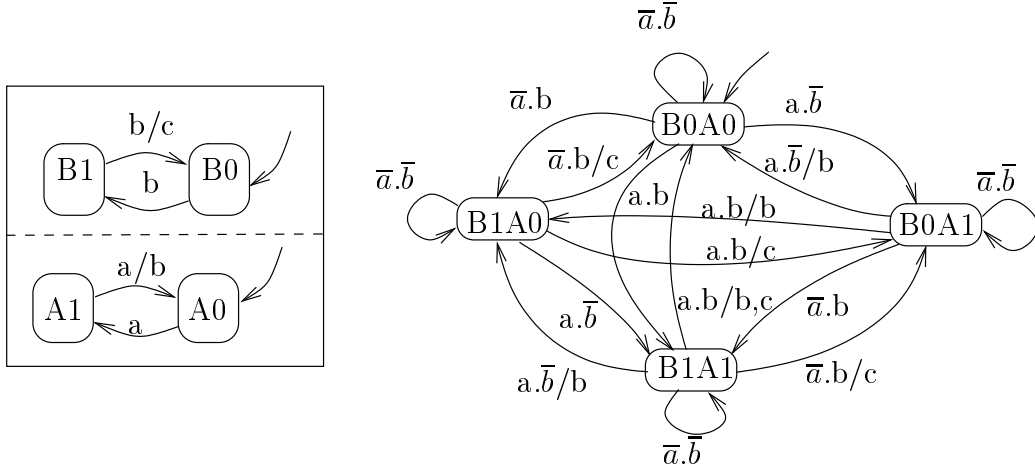 b/c
B1
B0
b
a/b
A1
A0
a
a̅.b̅
a̅.b
B0A0
a.b̅
a̅.b/c
a.b̅/b
a̅.b̅
a.b
a̅.b̅
B1A0
a.b/b
B0A1
a.b/c
a.b̅
a.b/b,c
a̅.b
B1A1
a.b̅/b
a̅.b/c
a̅.b̅